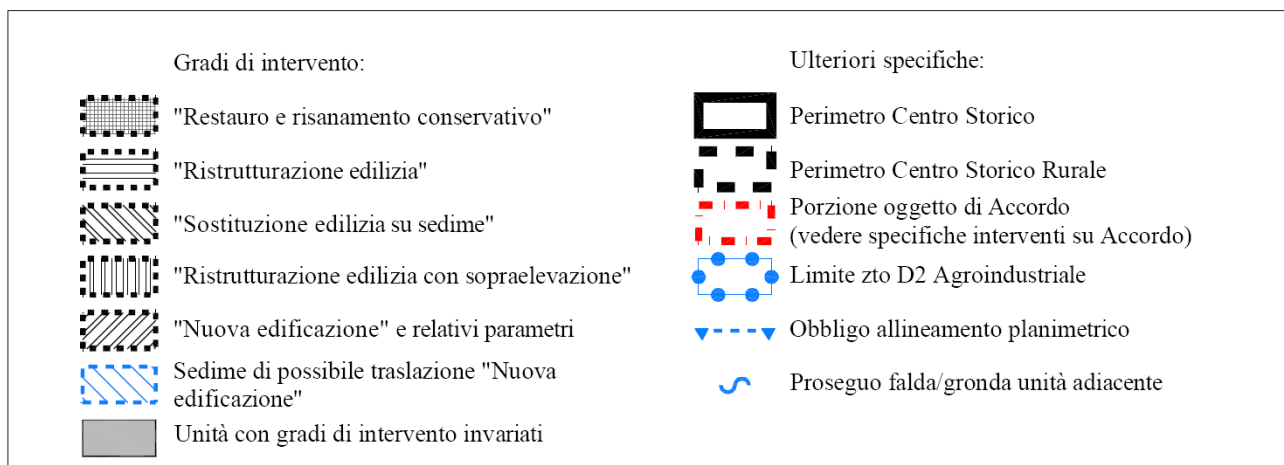 Gradi di intervento:
"Restauro e risanamento conservativo"
"Ristrutturazione edilizia"
"Sostituzione edilizia su sedime"
"Ristrutturazione edilizia con sopraelevazione"
"Nuova edificazione" e relativi parametri
Sedime di possibile traslazione "Nuova
edificazione"
Unità con gradi di intervento invariati
Ulteriori specifiche:
Perimetro Centro Storico
Perimetro Centro Storico Rurale
Porzione oggetto di Accordo
(vedere specifiche interventi su Accordo)
Limite zto D2 Agroindustriale
Obbligo allineamento planimetrico
Proseguo falda/gronda unità adiacente